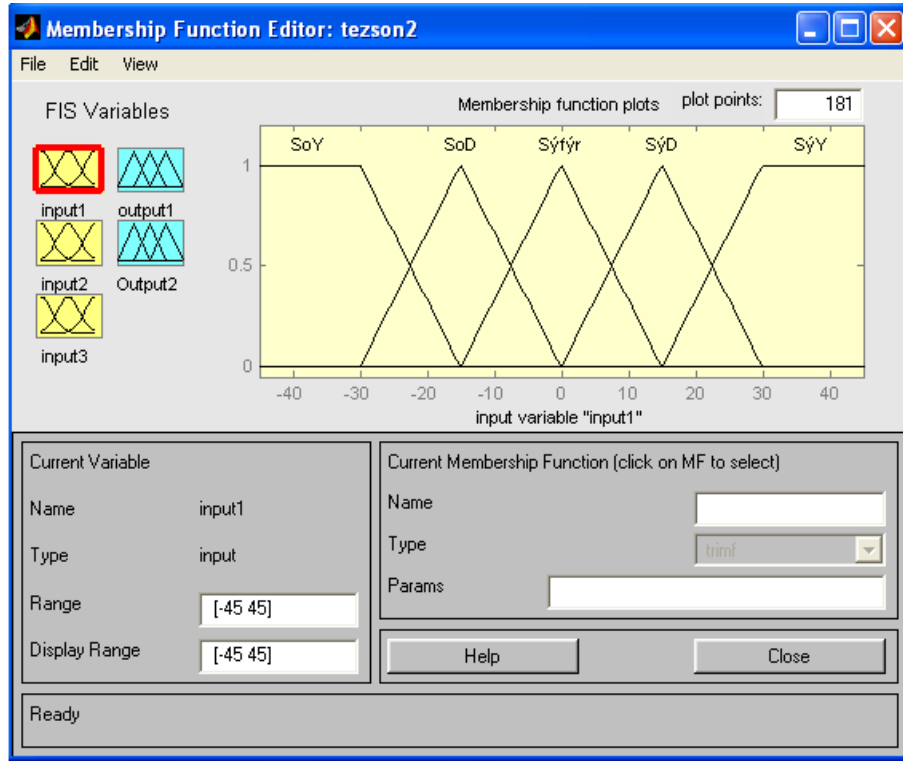 Membership Function Editor: tezson2
File Edit View
FIS Variables
input1 output1
input2 Output2
input3
Membership function plots plot points: 181
SoY SoD Sýfýr SýD SýY
1
0.5
0
-40 -30 -20 -10 0 10 20 30 40
input variable "input1"
Current Variable
Name input1
Type input
Range [-45 45]
Display Range [-45 45]
Current Membership Function (click on MF to select)
Name
Type trimf
Params
Help Close
Ready